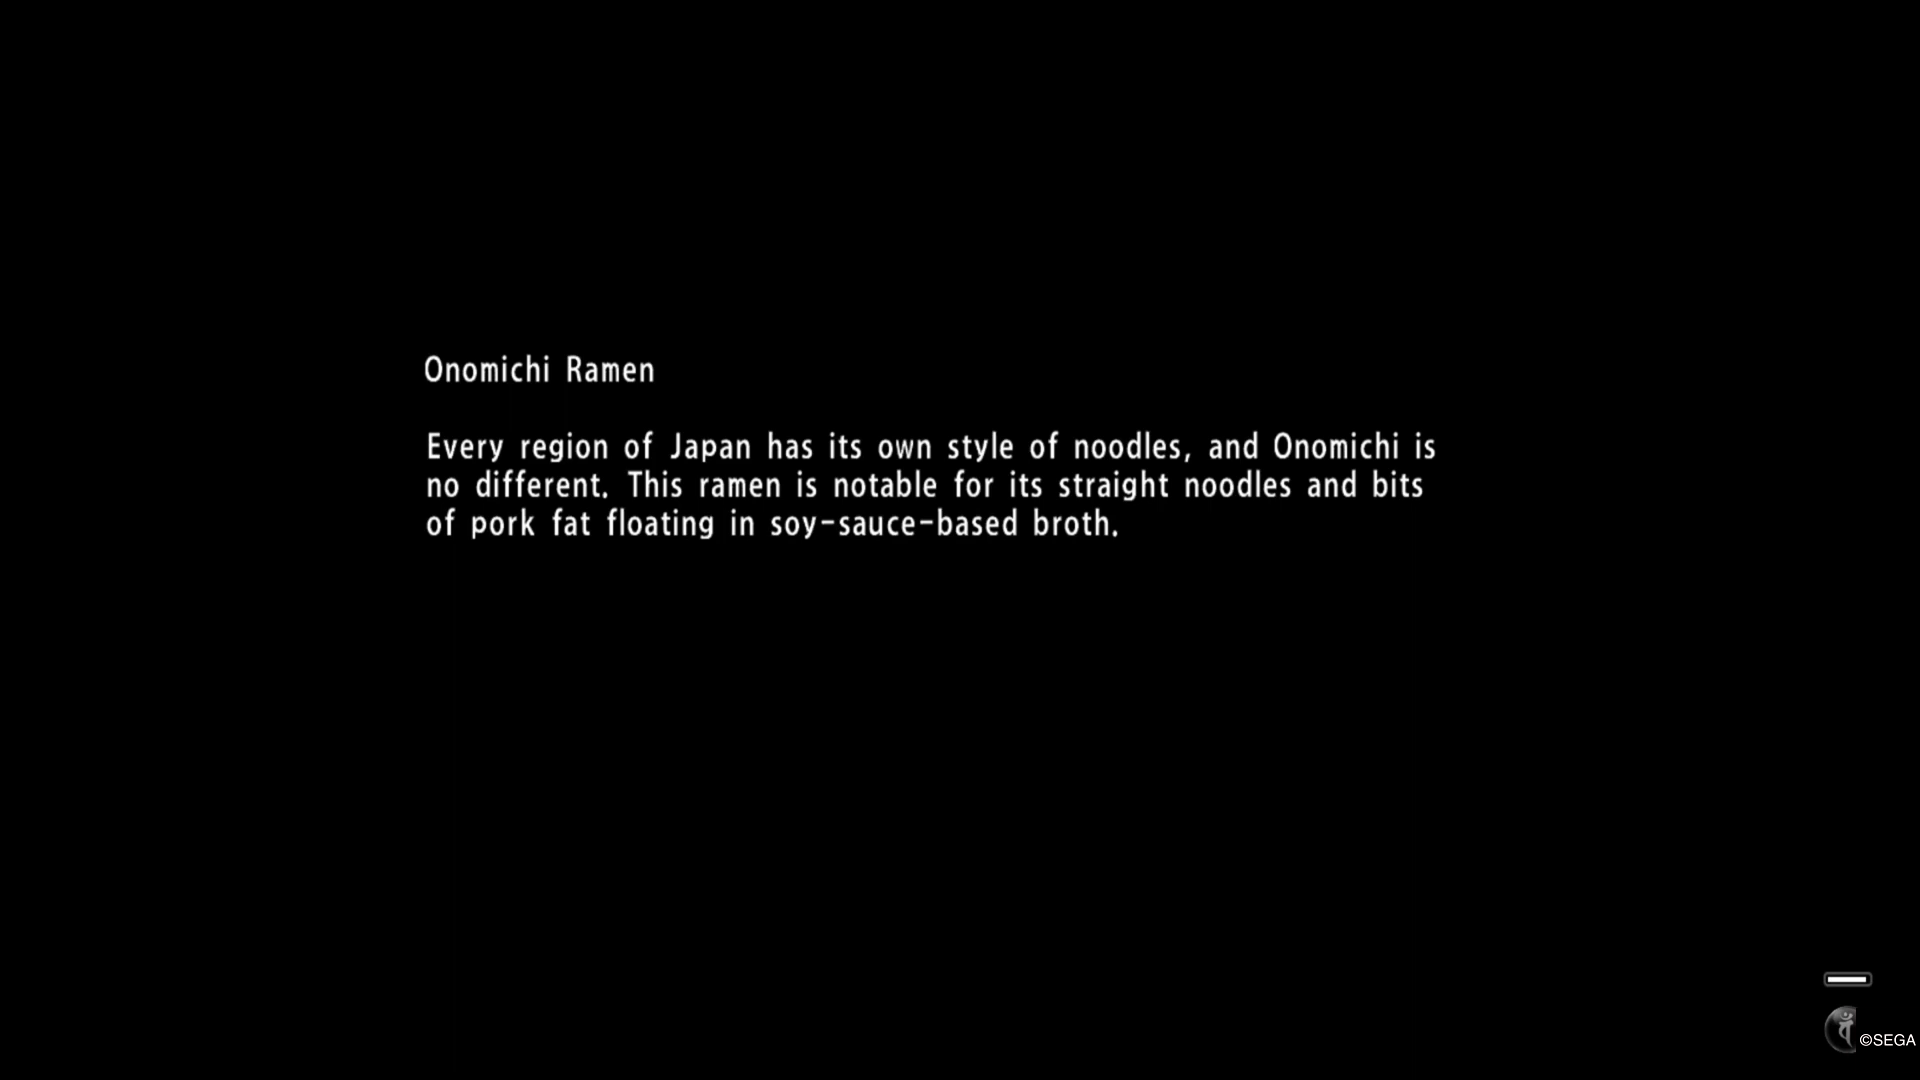 Onomichi Ramen
Every region of Japan has its own style of noodles, and Onomichi is
no different. This ramen is notable for its straight noodles and bits
of pork fat floating in soy-sauce-based broth.
©SEGA